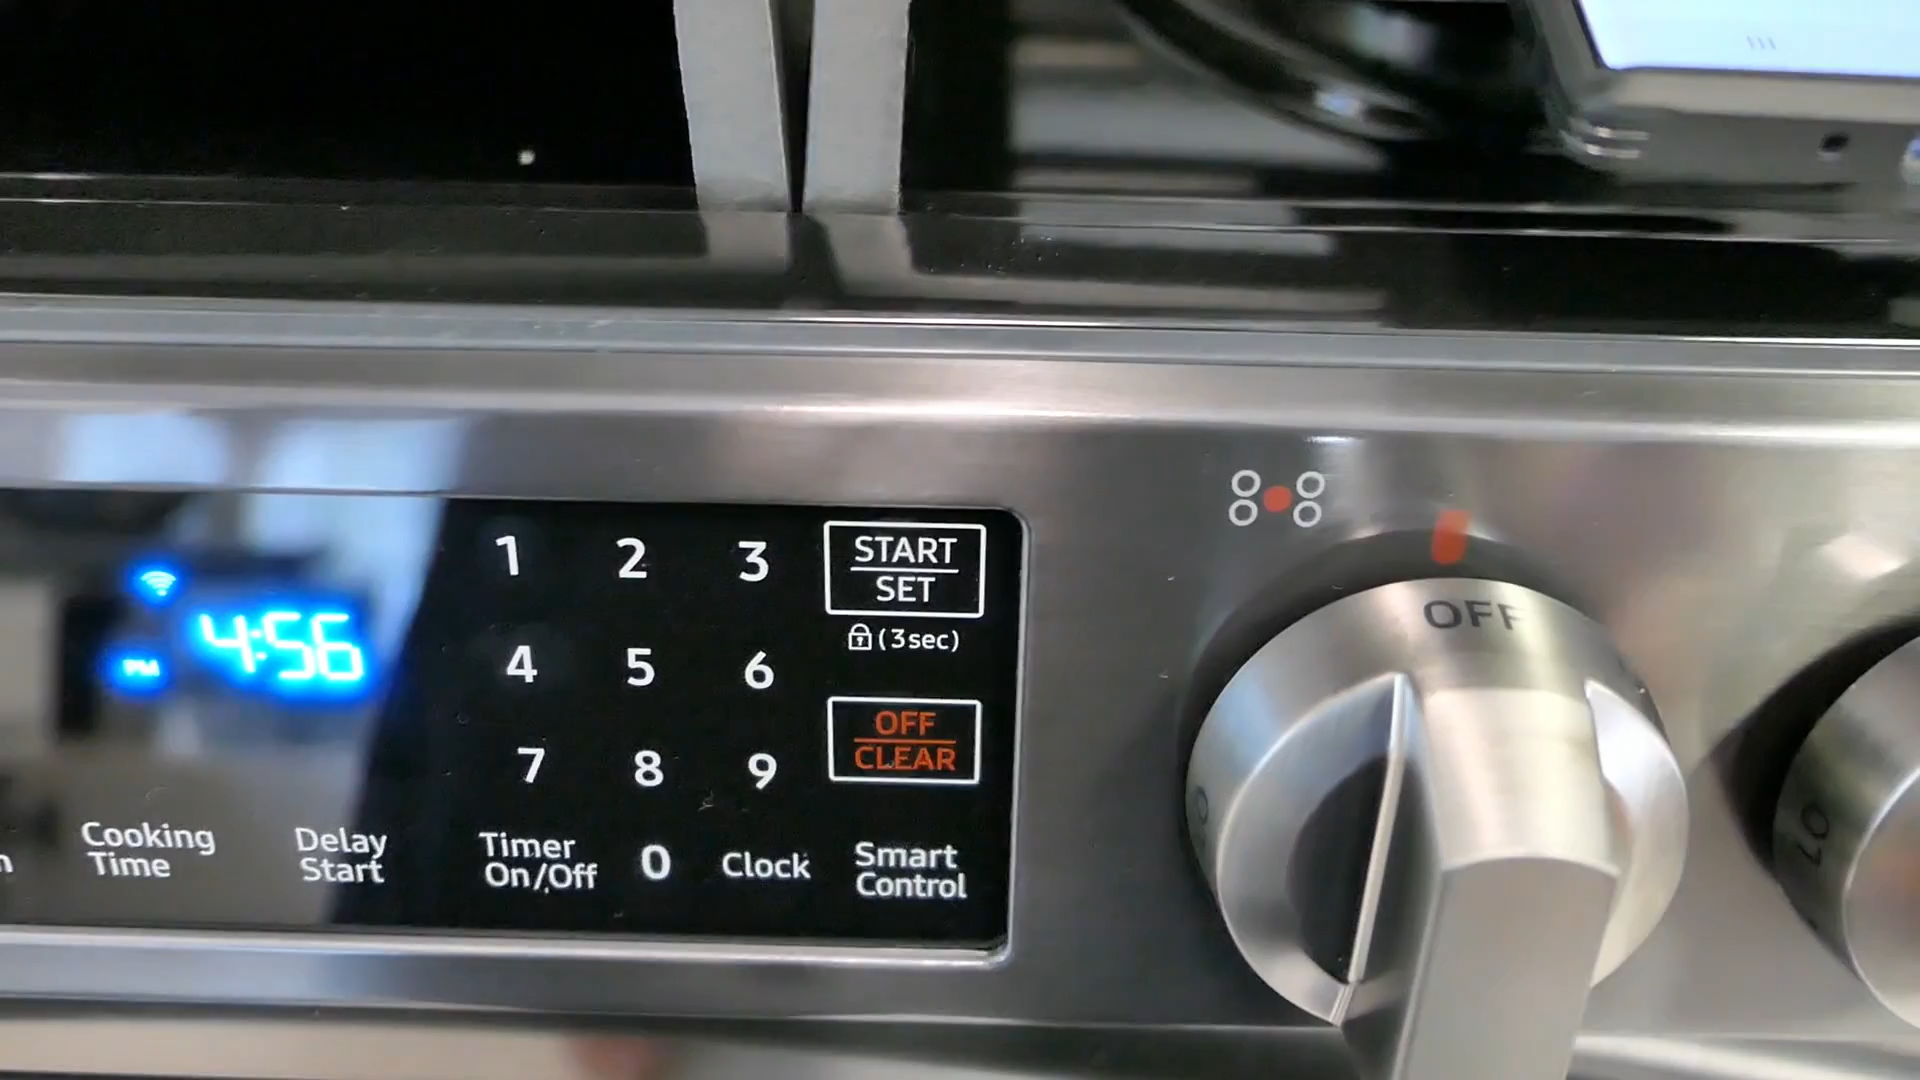 1 2 3 START
SET
(3sec)
4:56
PM
4 5 6
OFF
CLEAR
7 8 9
Cooking
Time
Delay
Start
Timer
On/Off
0
Clock
Smart
Control
OFF
LO